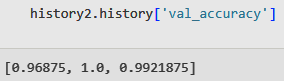 history2.history['val_accuracy']
[0.96875, 1.0, 0.9921875]